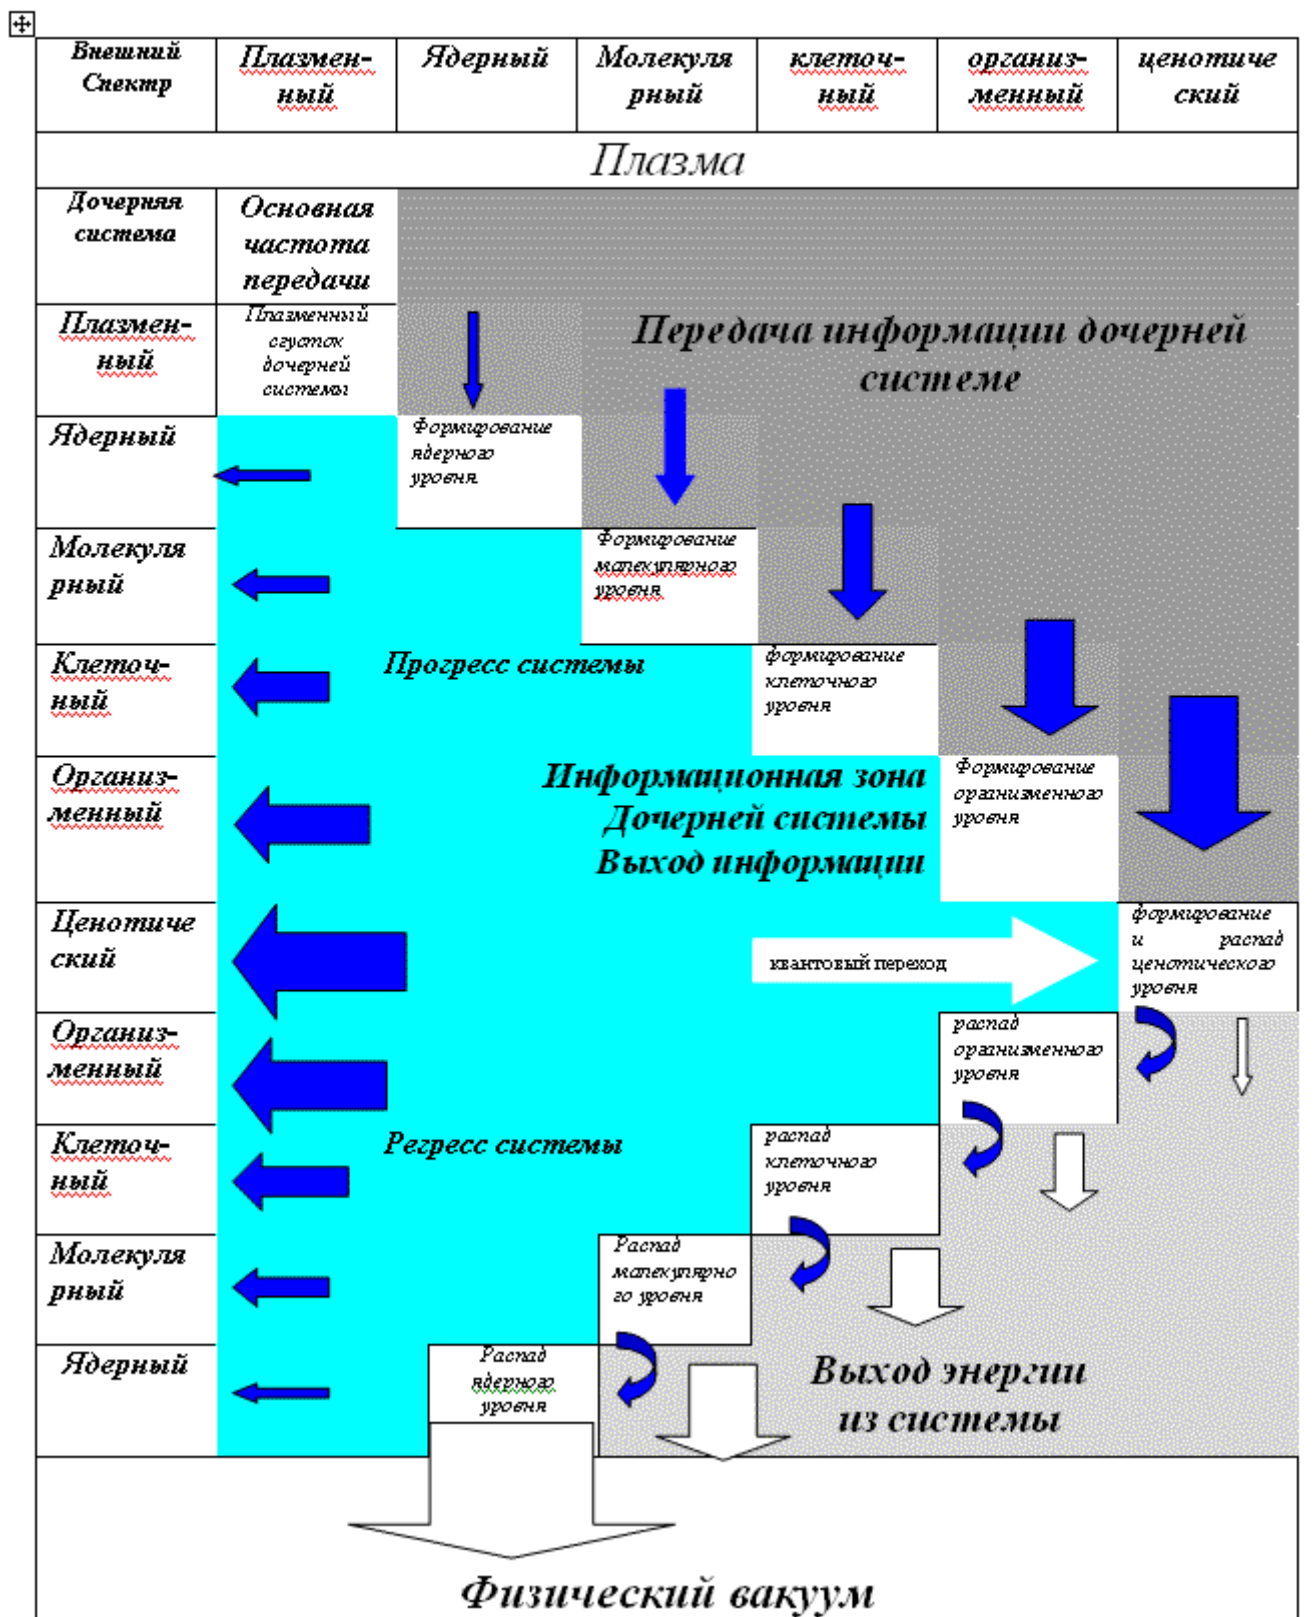 Внешний
Спектр
Плазмен-
ный
Ядерный
Молекуля
рный
клеточ-
ный
организ-
менный
ценотиче
ский
Плазма
Дочерняя
система
Основная
частота
передачи
Плазмен-
ный
Плазменный
сгусток
дочерней
системы
Передача информации дочерней
системе
Ядерный
Формирование
ядерного
уровня
Молекуля
рный
Формирование
малекулярного
уровня
Клеточ-
ный
Прогресс системы
формирование
клеточного
уровня
Организ-
менный
Информационная зона
Дочерней системы
Выход информации
Формирование
организменного
уровня
Ценотиче
ский
квантовый переход
формирование
и распад
ценотического
уровня
Организ-
менный
распад
организменного
уровня
Клеточ-
ный
Регресс системы
распад
клеточного
уровня
Молекуля
рный
Распад
малекулярно
го уровня
Ядерный
Распад
ядерного
уровня
Выход энергии
из системы
Физический вакуум